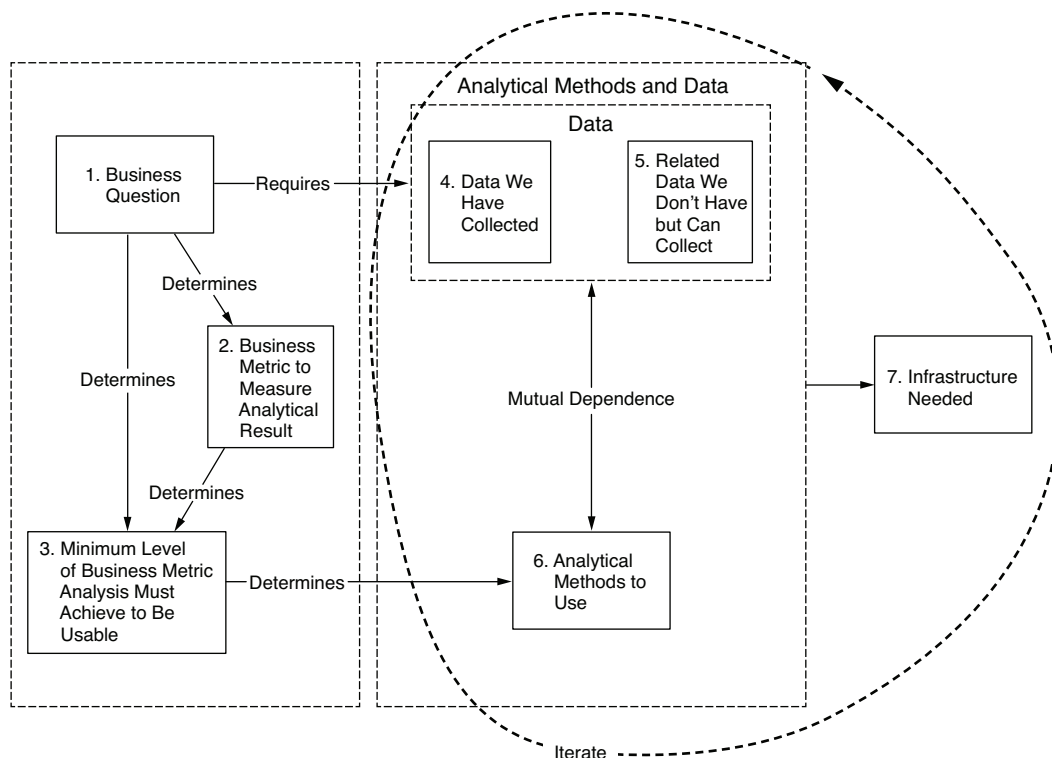 Analytical Methods and Data
Data
1. Business
Question
Requires
4. Data We
Have
Collected
5. Related
Data We
Don't Have
but Can
Collect
Determines
2. Business
Metric to
Measure
Analytical
Result
Determines
Mutual Dependence
7. Infrastructure
Needed
Determines
3. Minimum Level
of Business Metric
Analysis Must
Achieve to Be
Usable
Determines
6. Analytical
Methods to
Use
Iterate